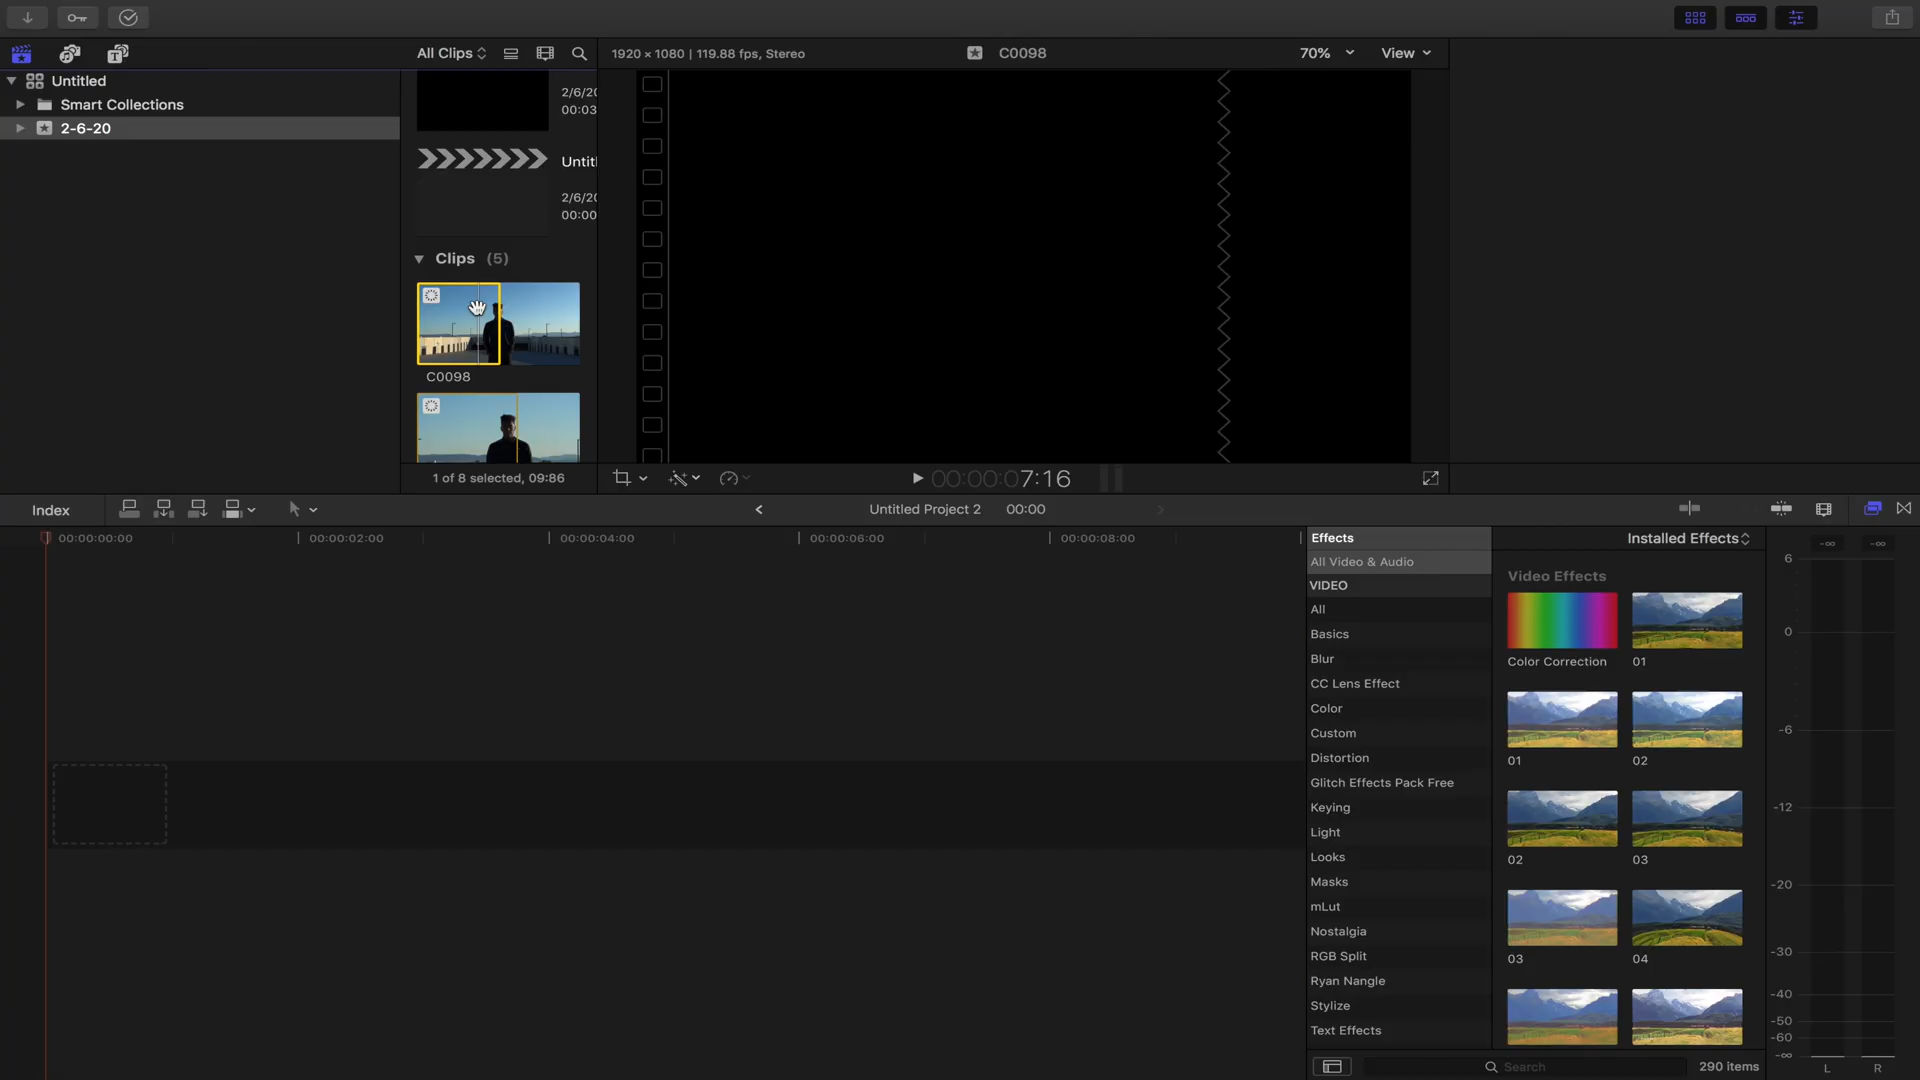 All Clips
1920 × 1080 | 119.88 fps, Stereo
C0098
70%
View
Untitled
Smart Collections
2-6-20
2/6/20
00:03
2/6/20
00:00
Clips (5)
C0098
1 of 8 selected, 09:86
00:00:07:16
Index
Untitled Project 2
00:00
00:00:00:00
00:00:02:00
00:00:04:00
00:00:06:00
00:00:08:00
Effects
All Video & Audio
VIDEO
All
Basics
Blur
CC Lens Effect
Color
Custom
Distortion
Glitch Effects Pack Free
Keying
Light
Looks
Masks
mLut
Nostalgia
RGB Split
Ryan Nangle
Stylize
Text Effects
Installed Effects
Video Effects
Color Correction
01
01
02
02
03
03
04
Search
290 items
-∞ -∞
6
0
-6
-12
-20
-30
-40
-50
-60
-∞
L R